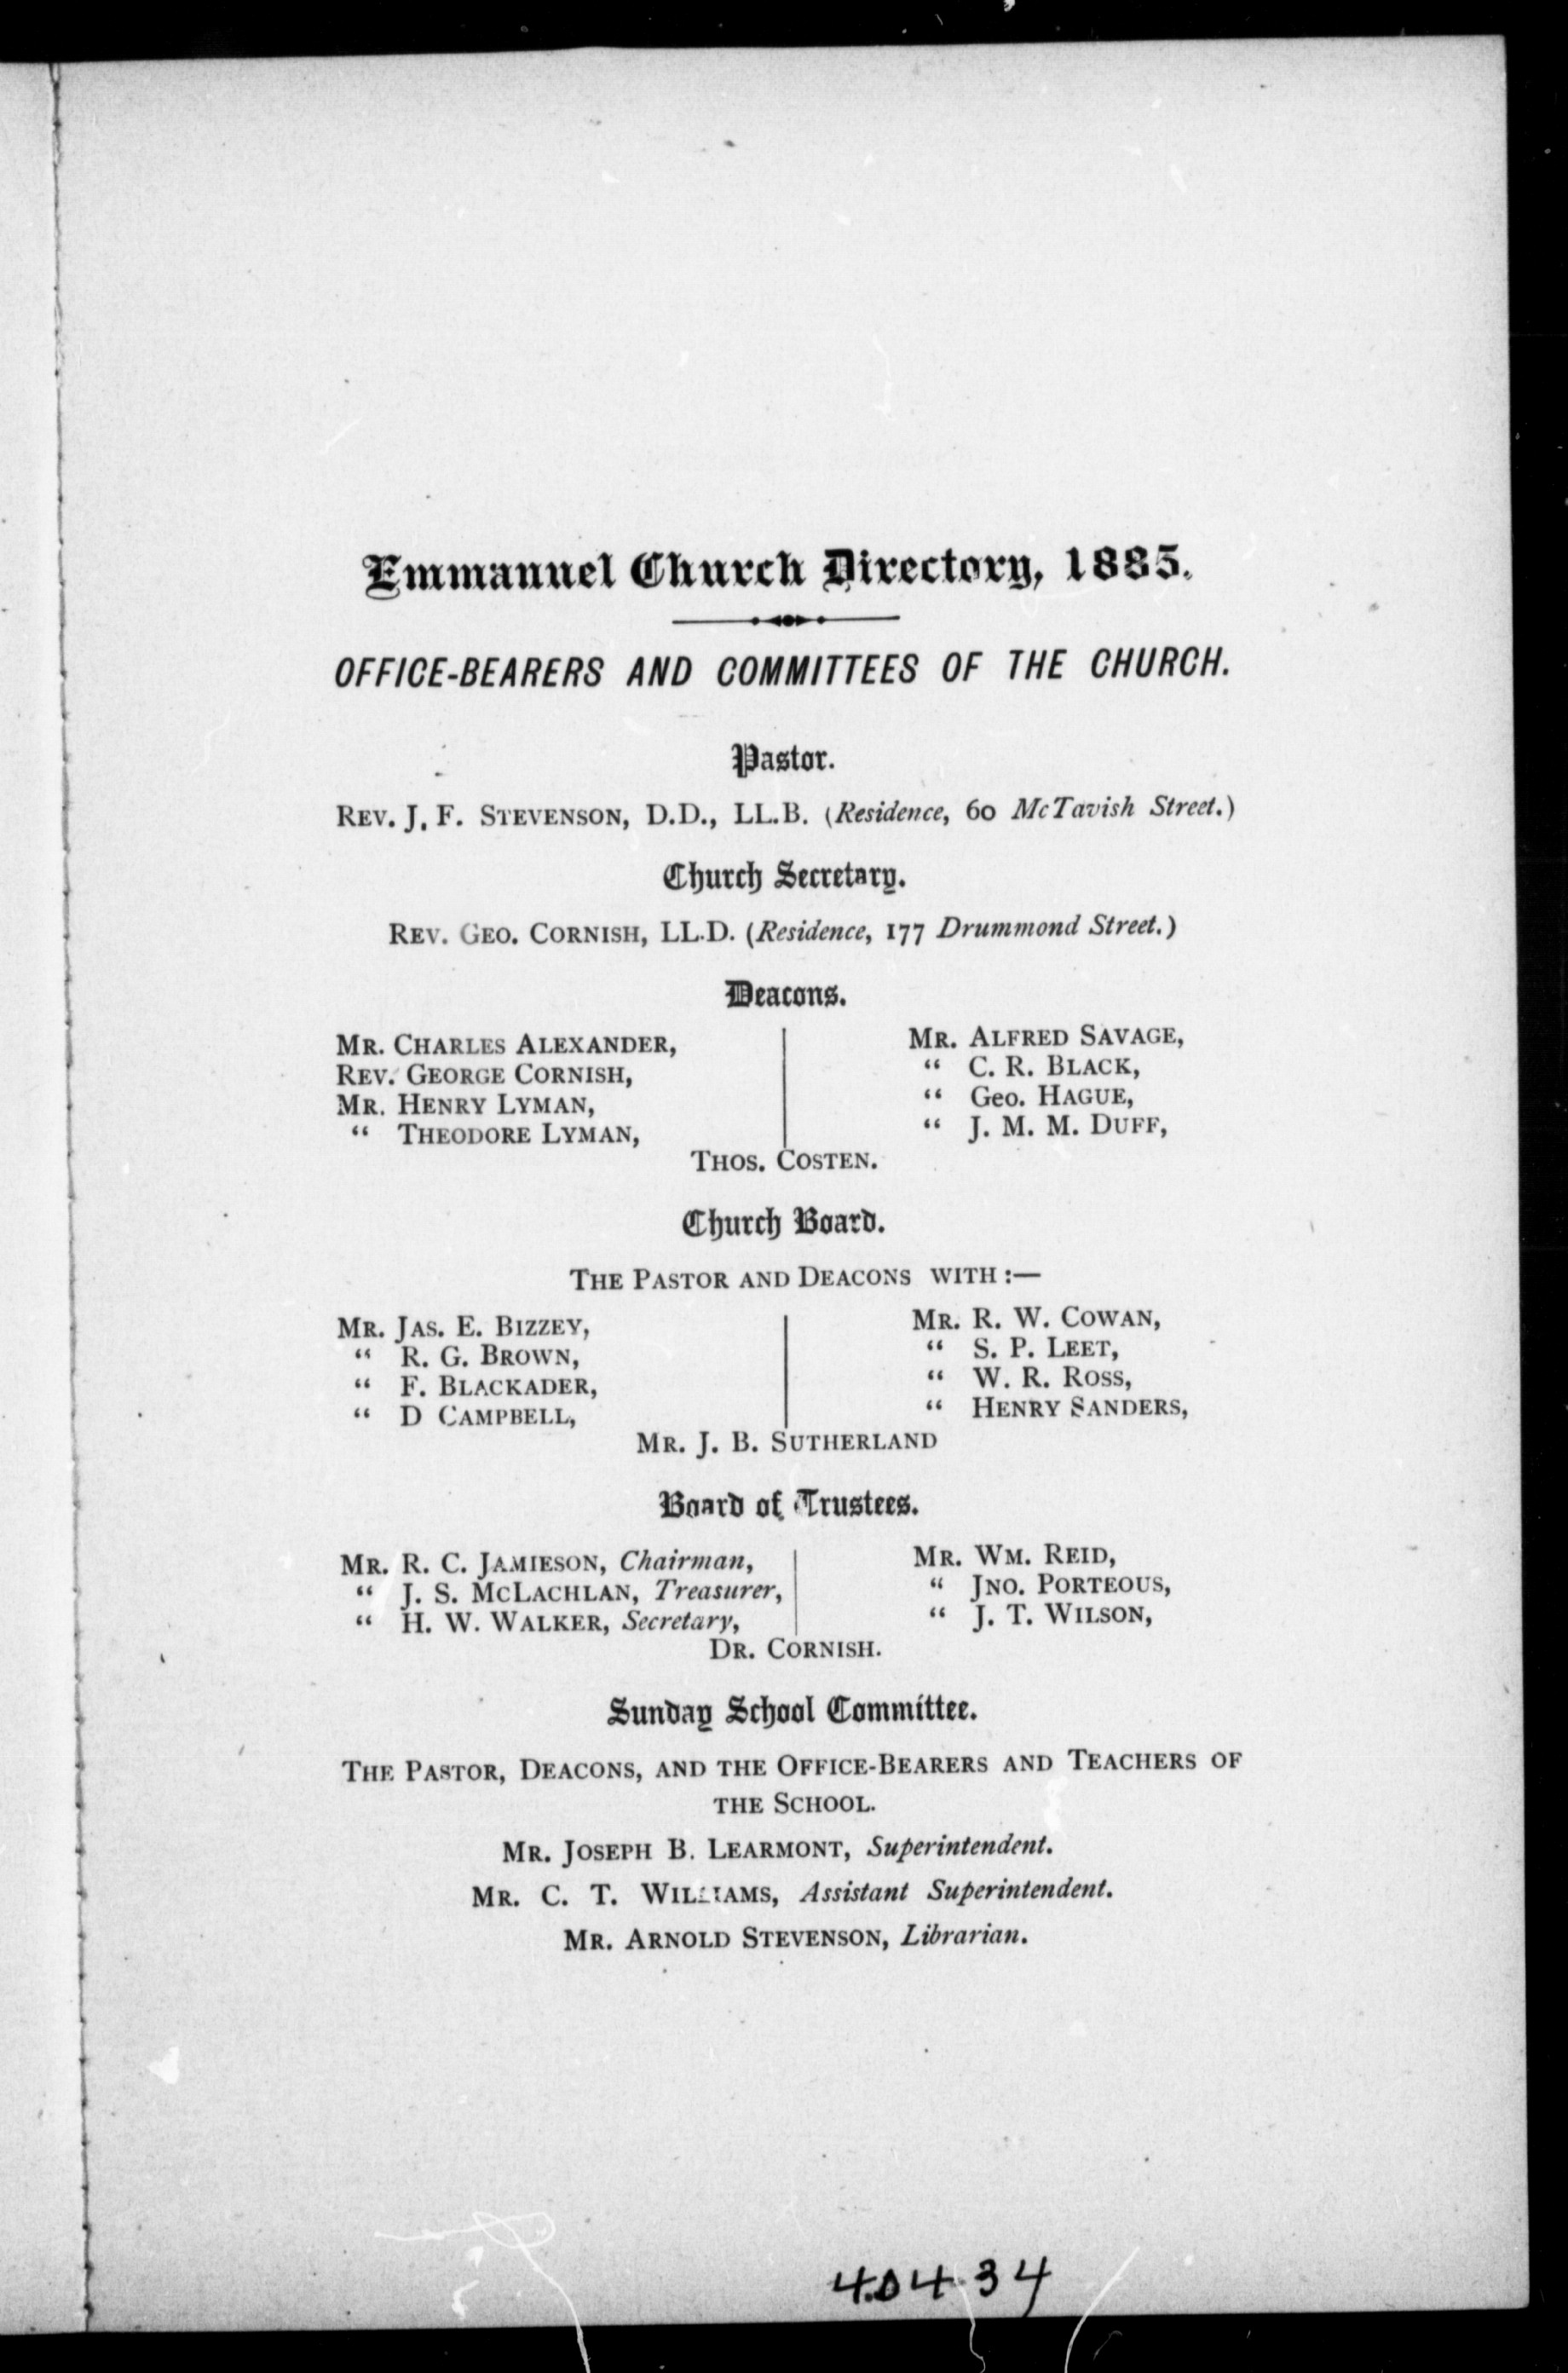 Emmanuel Church Directory, 1885.
OFFICE-BEARERS AND COMMITTEES OF THE CHURCH.
Pastor.
REV. J. F. STEVENSON, D.D., LL.B. (Residence, 60 McTavish Street.)
Church Secretary.
REV. GEO. CORNISH, LL.D. (Residence, 177 Drummond Street.)
Deacons.
MR. CHARLES ALEXANDER,
REV. GEORGE CORNISH,
MR. HENRY LYMAN,
“ THEODORE LYMAN,
MR. ALFRED SAVAGE,
“ C. R. BLACK,
“ Geo. HAGUE,
“ J. M. M. DUFF,
THOS. COSTEN.
Church Board.
THE PASTOR AND DEACONS WITH :—
MR. JAS. E. BIZZEY,
“ R. G. BROWN,
“ F. BLACKADER,
“ D CAMPBELL,
MR. R. W. COWAN,
“ S. P. LEET,
“ W. R. ROSS,
“ HENRY SANDERS,
MR. J. B. SUTHERLAND
Board of Trustees.
MR. R. C. JAMIESON, Chairman,
“ J. S. MCLACHLAN, Treasurer,
“ H. W. WALKER, Secretary,
MR. WM. REID,
“ JNO. PORTEOUS,
“ J. T. WILSON,
DR. CORNISH.
Sunday School Committee.
THE PASTOR, DEACONS, AND THE OFFICE-BEARERS AND TEACHERS OF
THE SCHOOL.
MR. JOSEPH B. LEARMONT, Superintendent.
MR. C. T. WILLIAMS, Assistant Superintendent.
MR. ARNOLD STEVENSON, Librarian.
40434